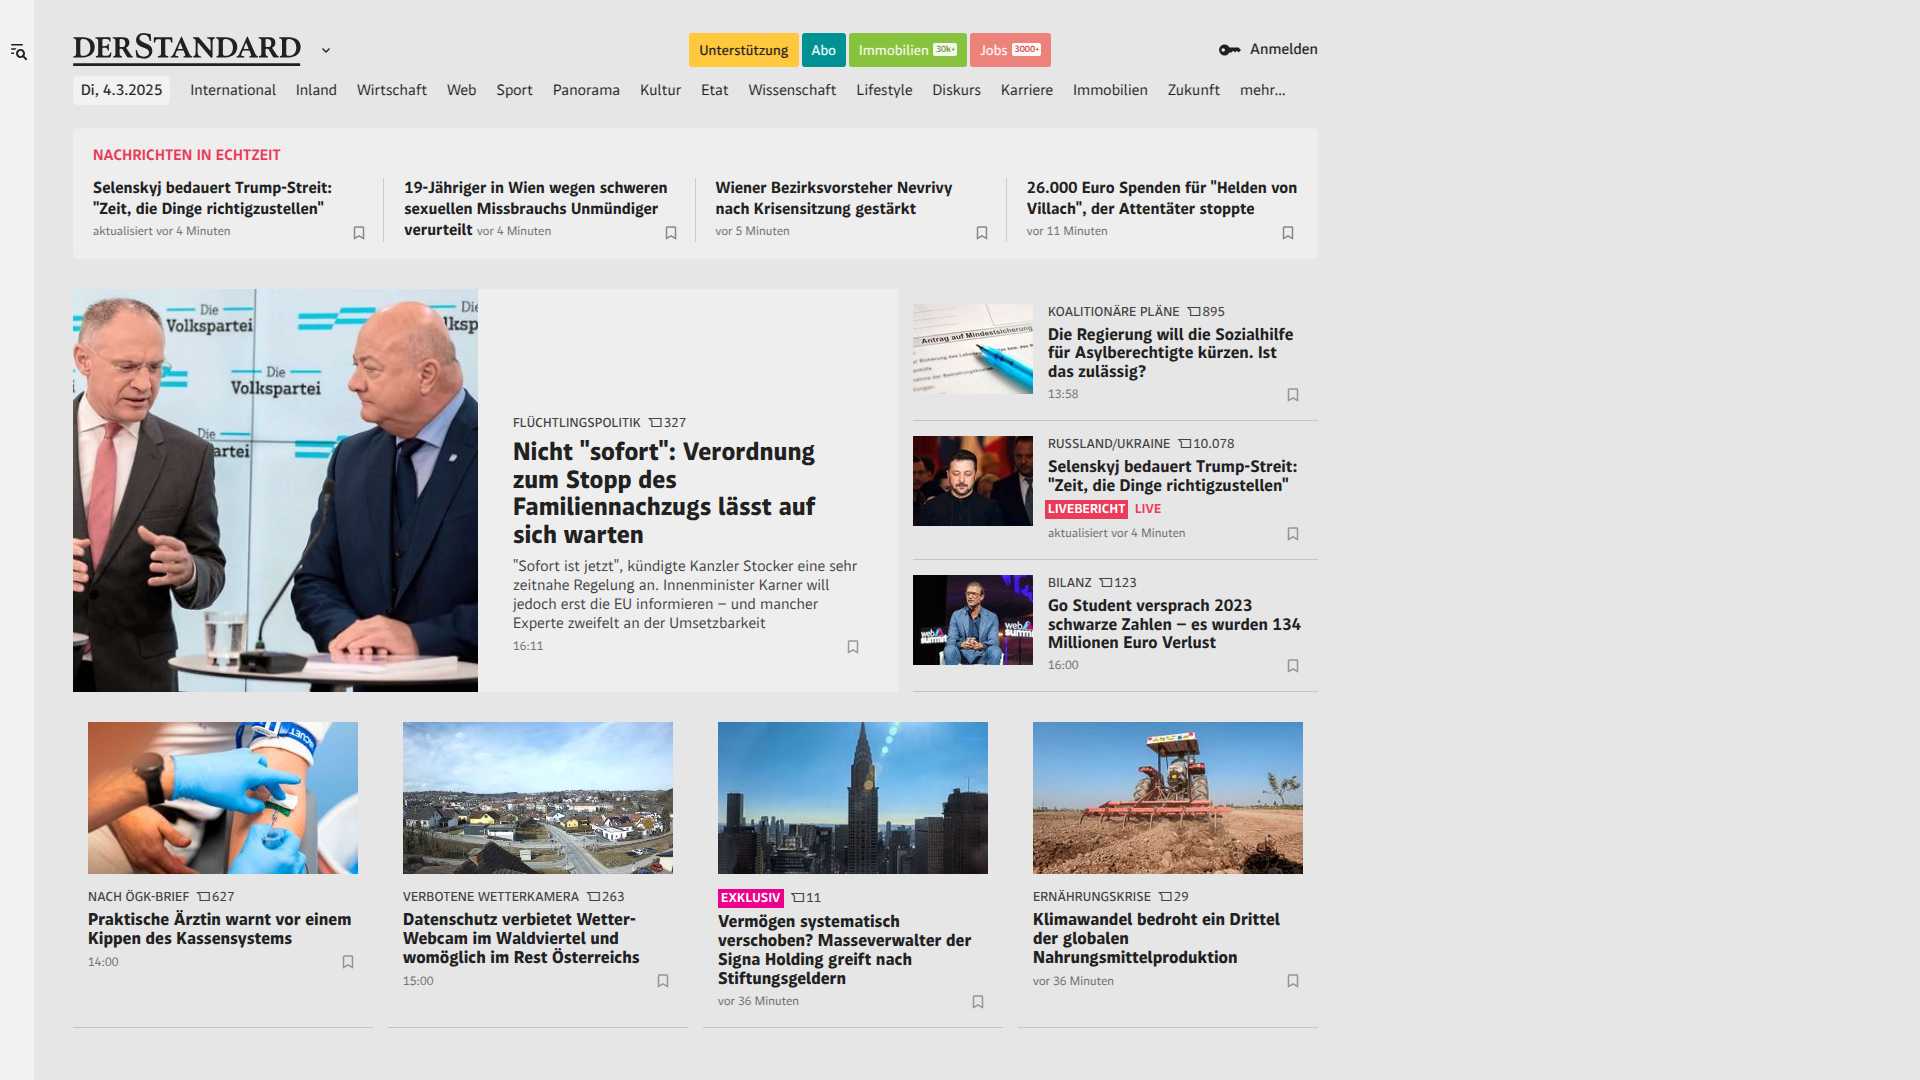 DERSTANDARD
Unterstützung
Abo
Immobilien 30k+
Jobs 3000+
Anmelden
Di, 4.3.2025
International
Inland
Wirtschaft
Web
Sport
Panorama
Kultur
Etat
Wissenschaft
Lifestyle
Diskurs
Karriere
Immobilien
Zukunft
mehr...
NACHRICHTEN IN ECHTZEIT
Selenskyj bedauert Trump-Streit:
"Zeit, die Dinge richtigzustellen"
aktualisiert vor 4 Minuten
19-Jähriger in Wien wegen schweren
sexuellen Missbrauchs Unmündiger
verurteilt vor 4 Minuten
Wiener Bezirksvorsteher Nevrivy
nach Krisensitzung gestärkt
vor 5 Minuten
26.000 Euro Spenden für "Helden von
Villach", der Attentäter stoppte
vor 11 Minuten
Die
Volkspartei
Die
Volkspartei
Die
FLÜCHTLINGSPOLITIK 327
Nicht "sofort": Verordnung
zum Stopp des
Familiennachzugs lässt auf
sich warten
"Sofort ist jetzt", kündigte Kanzler Stocker eine sehr
zeitnahe Regelung an. Innenminister Karner will
jedoch erst die EU informieren – und mancher
Experte zweifelt an der Umsetzbarkeit
16:11
Antrag auf Mindestsicherung
KOALITIONÄRE PLÄNE 895
Die Regierung will die Sozialhilfe
für Asylberechtigte kürzen. Ist
das zulässig?
13:58
RUSSLAND/UKRAINE 10.078
Selenskyj bedauert Trump-Streit:
"Zeit, die Dinge richtigzustellen"
LIVEBERICHT LIVE
aktualisiert vor 4 Minuten
web
summit
web
summ
BILANZ 123
Go Student versprach 2023
schwarze Zahlen – es wurden 134
Millionen Euro Verlust
16:00
NACH ÖGK-BRIEF 627
Praktische Ärztin warnt vor einem
Kippen des Kassensystems
14:00
VERBOTENE WETTERKAMERA 263
Datenschutz verbietet Wetter-
Webcam im Waldviertel und
womöglich im Rest Österreichs
15:00
EXKLUSIV 11
Vermögen systematisch
verschoben? Masseverwalter der
Signa Holding greift nach
Stiftungsgeldern
vor 36 Minuten
ERNÄHRUNGSKRISE 29
Klimawandel bedroht ein Drittel
der globalen
Nahrungsmittelproduktion
vor 36 Minuten